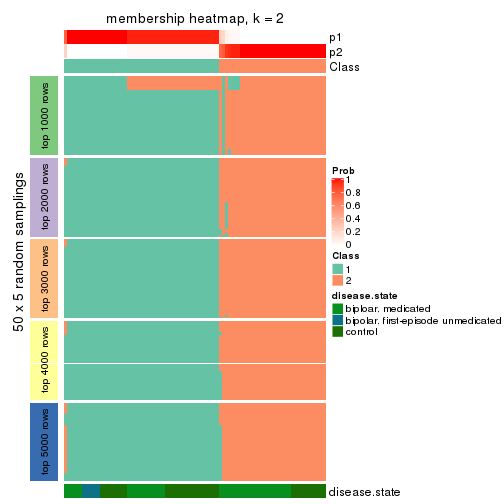 membership heatmap, k = 2
p1
p2
Class
top 1000 rows
top 2000 rows
top 3000 rows
top 4000 rows
top 5000 rows
50 x 5 random samplings
Prob
1
0.8
0.6
0.4
0.2
0
Class
1
2
disease.state
biploar. medicated
bipolar. first-episode unmedicated
control
disease.state